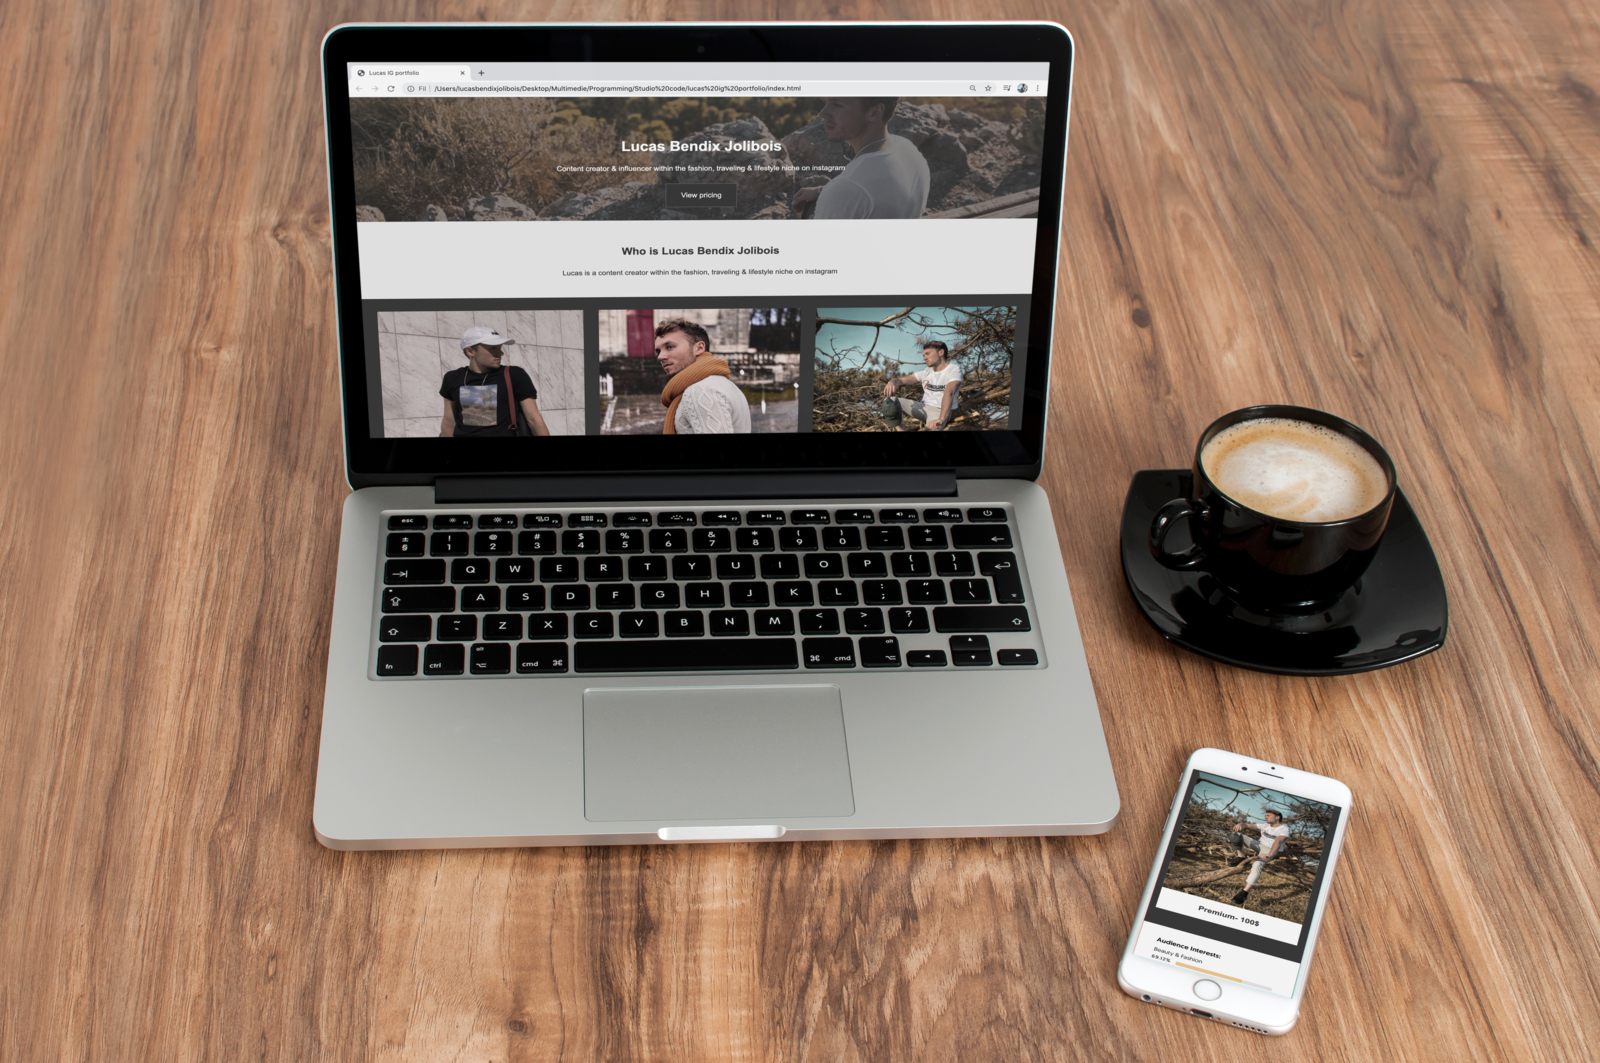 Lucas IG portfolio
Fil | /Users/lucasbendixjolibois/Desktop/Multimedie/Programming/Studio%20code/lucas%20ig%20portfolio/index.html
Lucas Bendix Jolibois
Content creator & influencer within the fashion, traveling & lifestyle niche on instagram
View pricing
Who is Lucas Bendix Jolibois
Lucas is a content creator within the fashion, traveling & lifestyle niche on instagram
esc F1 F2 F3 F4 F5 F6 F7 F8 F9 F10 F11 F12
± § ! 1 @ 2 # 3 $ 4 % 5 ^ 6 & 7 * 8 ( 9 ) 0 _ - + =
Q W E R T Y U I O P { [ } ]
A S D F G H J K L : ; " ' | \
~ ` Z X C V B N M < , > . ? /
fn ctrl alt cmd ⌘ ⌘ cmd alt
Premium- 100$
Audience Interests:
Beauty & Fashion
69.12%